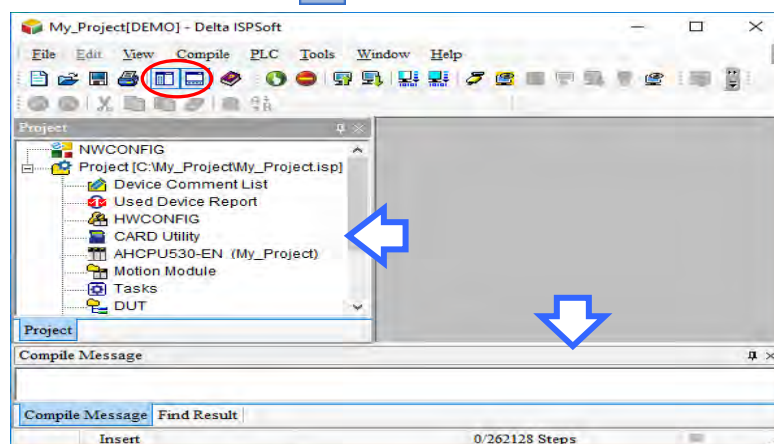 My_Project[DEMO] - Delta ISPSoft
File Edit View Compile PLC Tools Window Help
Project
NWCONFIG
Project [C:\My_Project\My_Project.isp]
Device Comment List
Used Device Report
HWCONFIG
CARD Utility
AHCPU530-EN (My_Project)
Motion Module
Tasks
DUT
Project
Compile Message
Compile Message Find Result
Insert 0/262128 Steps